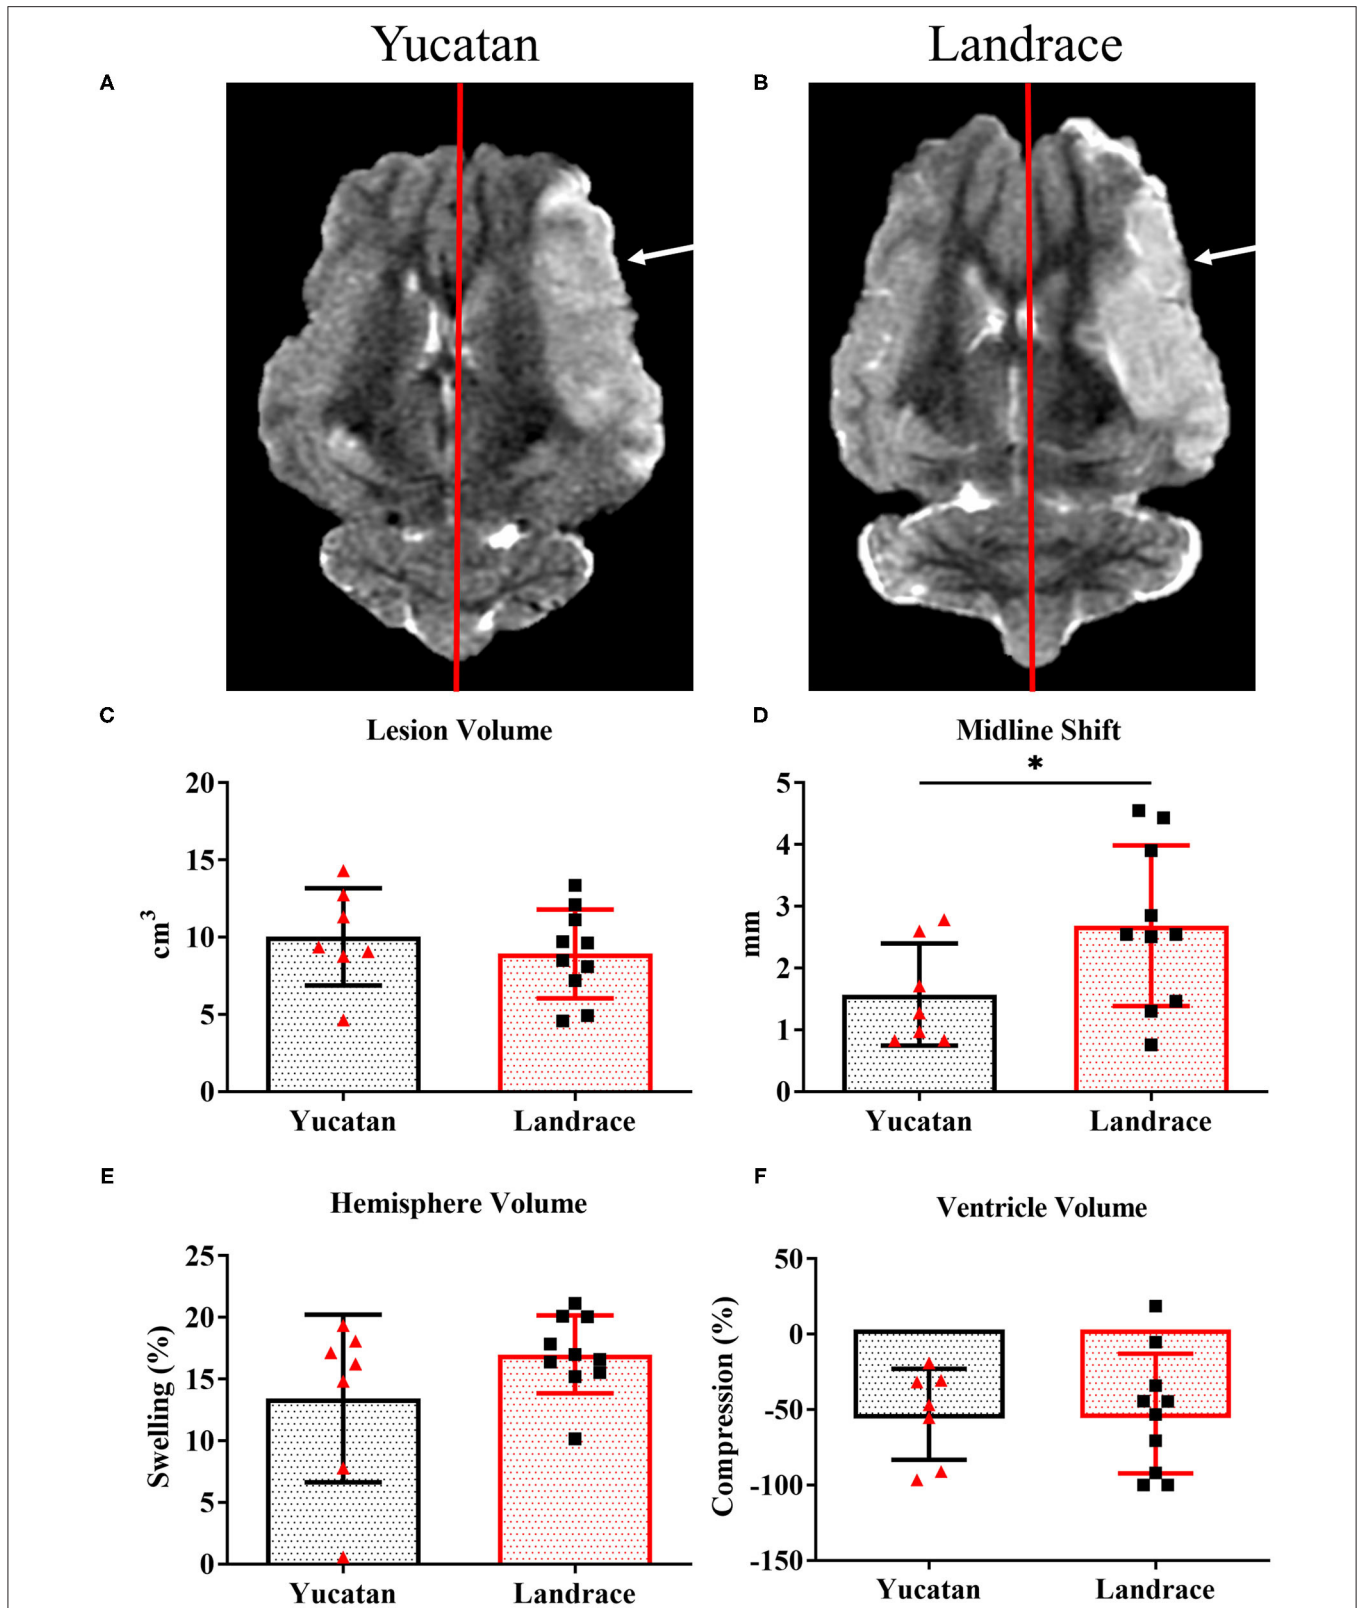 Yucatan Landrace
A B
C D
Lesion Volume Midline Shift
*
20
15
10
5
0
cm³
Yucatan Landrace
5
4
3
2
1
0
mm
Yucatan Landrace
E F
Hemisphere Volume Ventricle Volume
25
20
15
10
5
0
Swelling (%)
Yucatan Landrace
50
0
-50
-100
-150
Compression (%)
Yucatan Landrace